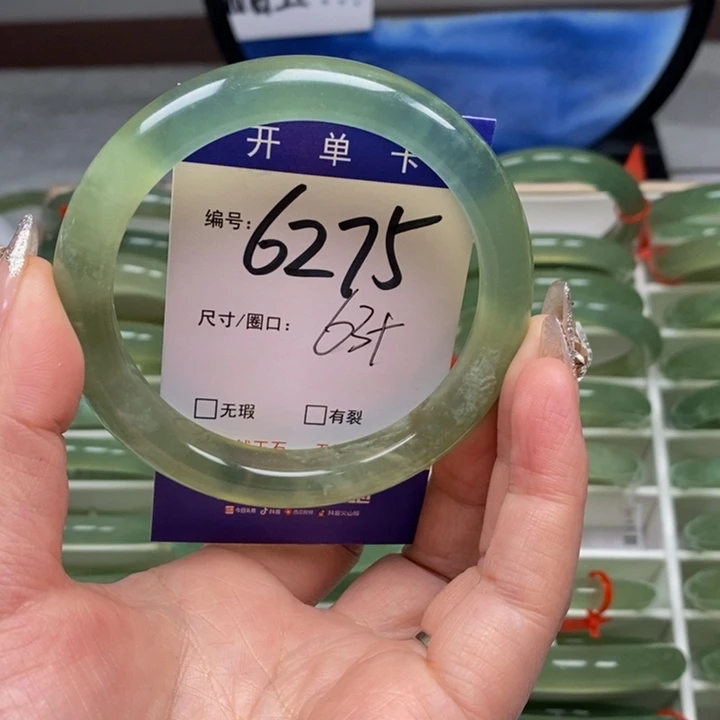 开单卡
编号: 6275
尺寸/圈口: 63+
□无瑕 □有裂